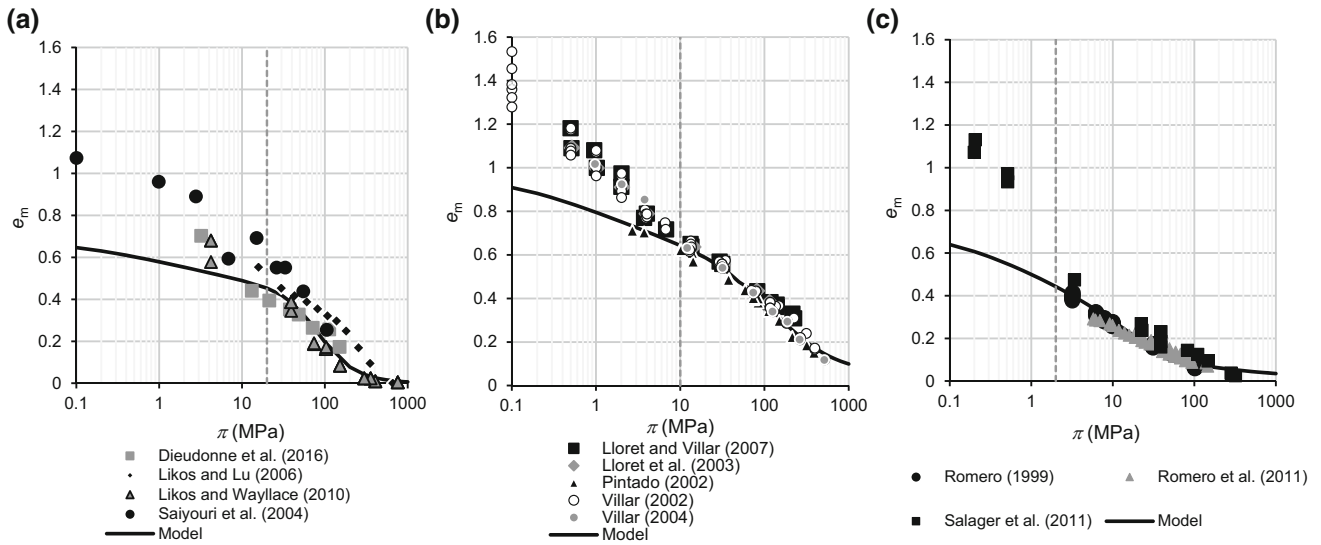 (a)
1.6
1.4
1.2
1
0.8
0.6
0.4
0.2
0
em
0.1 1 10 100 1000
π (MPa)
Dieudonne et al. (2016)
Likos and Lu (2006)
Likos and Wayllace (2010)
Saiyouri et al. (2004)
Model
(b)
1.6
1.4
1.2
1
0.8
0.6
0.4
0.2
0.0
em
0.1 1 10 100 1000
π (MPa)
Lloret and Villar (2007)
Lloret et al. (2003)
Pintado (2002)
Villar (2002)
Villar (2004)
Model
(c)
1.6
1.4
1.2
1
0.8
0.6
0.4
0.2
0
em
0.1 1 10 100 1000
π (MPa)
Romero (1999) Romero et al. (2011)
Salager et al. (2011) Model